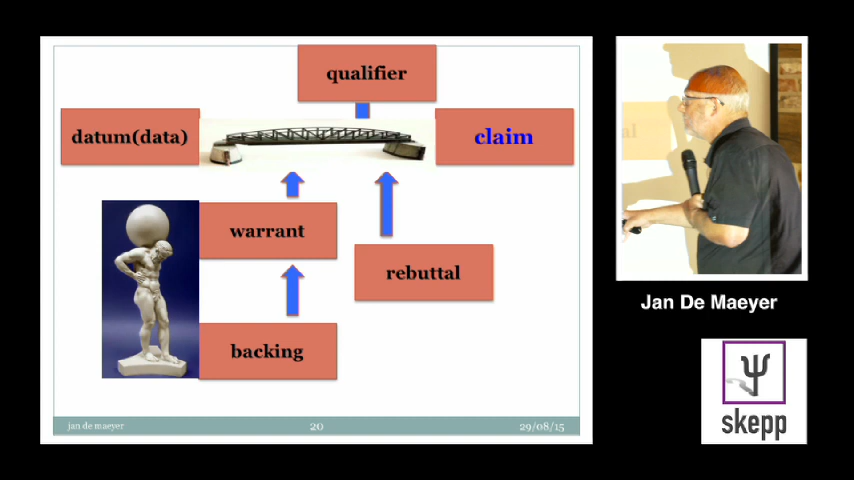 qualifier
datum(data)
claim
warrant
rebuttal
backing
jan de maeyer
20
29/08/15
Jan De Maeyer
skepp